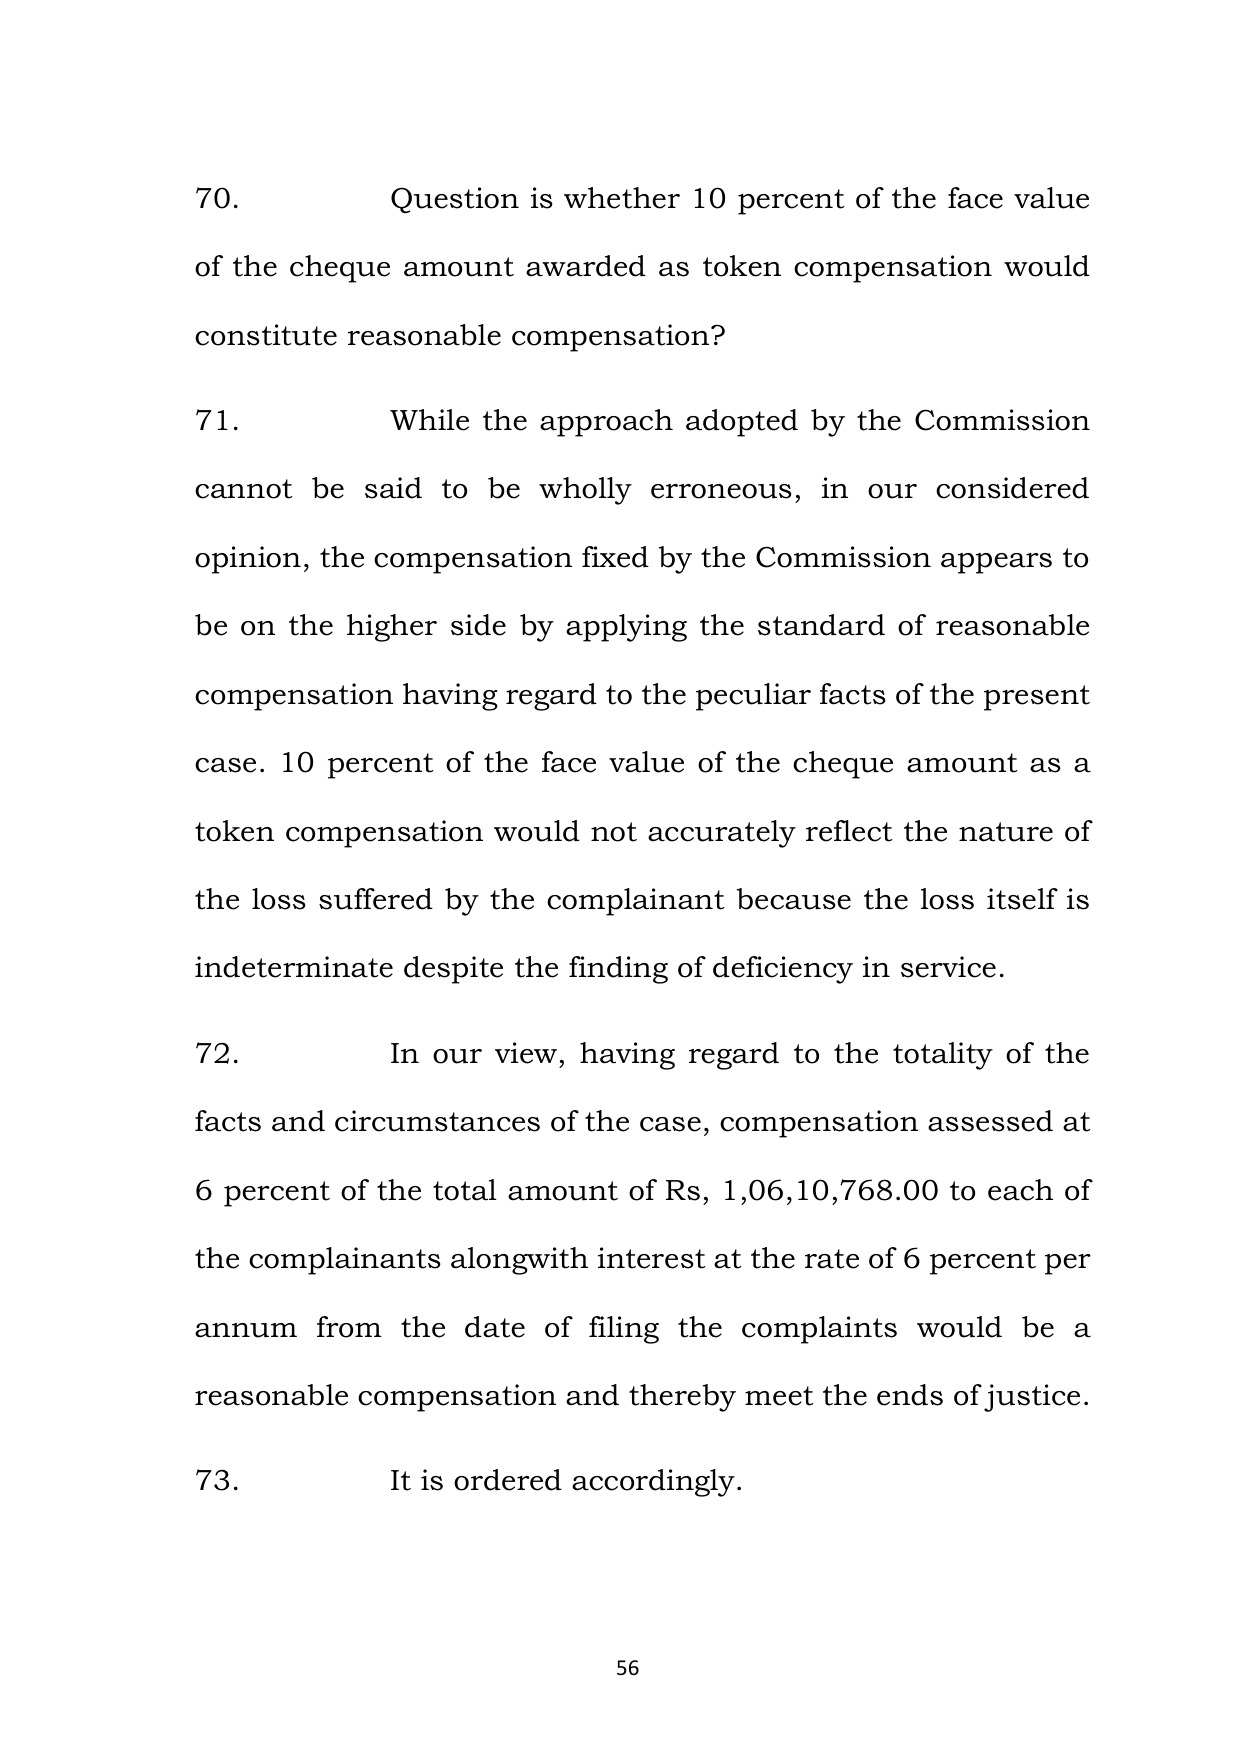 70. Question is whether 10 percent of the face value
of the cheque amount awarded as token compensation would
constitute reasonable compensation?
71. While the approach adopted by the Commission
cannot be said to be wholly erroneous, in our considered
opinion, the compensation fixed by the Commission appears to
be on the higher side by applying the standard of reasonable
compensation having regard to the peculiar facts of the present
case. 10 percent of the face value of the cheque amount as a
token compensation would not accurately reflect the nature of
the loss suffered by the complainant because the loss itself is
indeterminate despite the finding of deficiency in service.
72. In our view, having regard to the totality of the
facts and circumstances of the case, compensation assessed at
6 percent of the total amount of Rs, 1,06,10,768.00 to each of
the complainants alongwith interest at the rate of 6 percent per
annum from the date of filing the complaints would be a
reasonable compensation and thereby meet the ends of justice.
73. It is ordered accordingly.
56